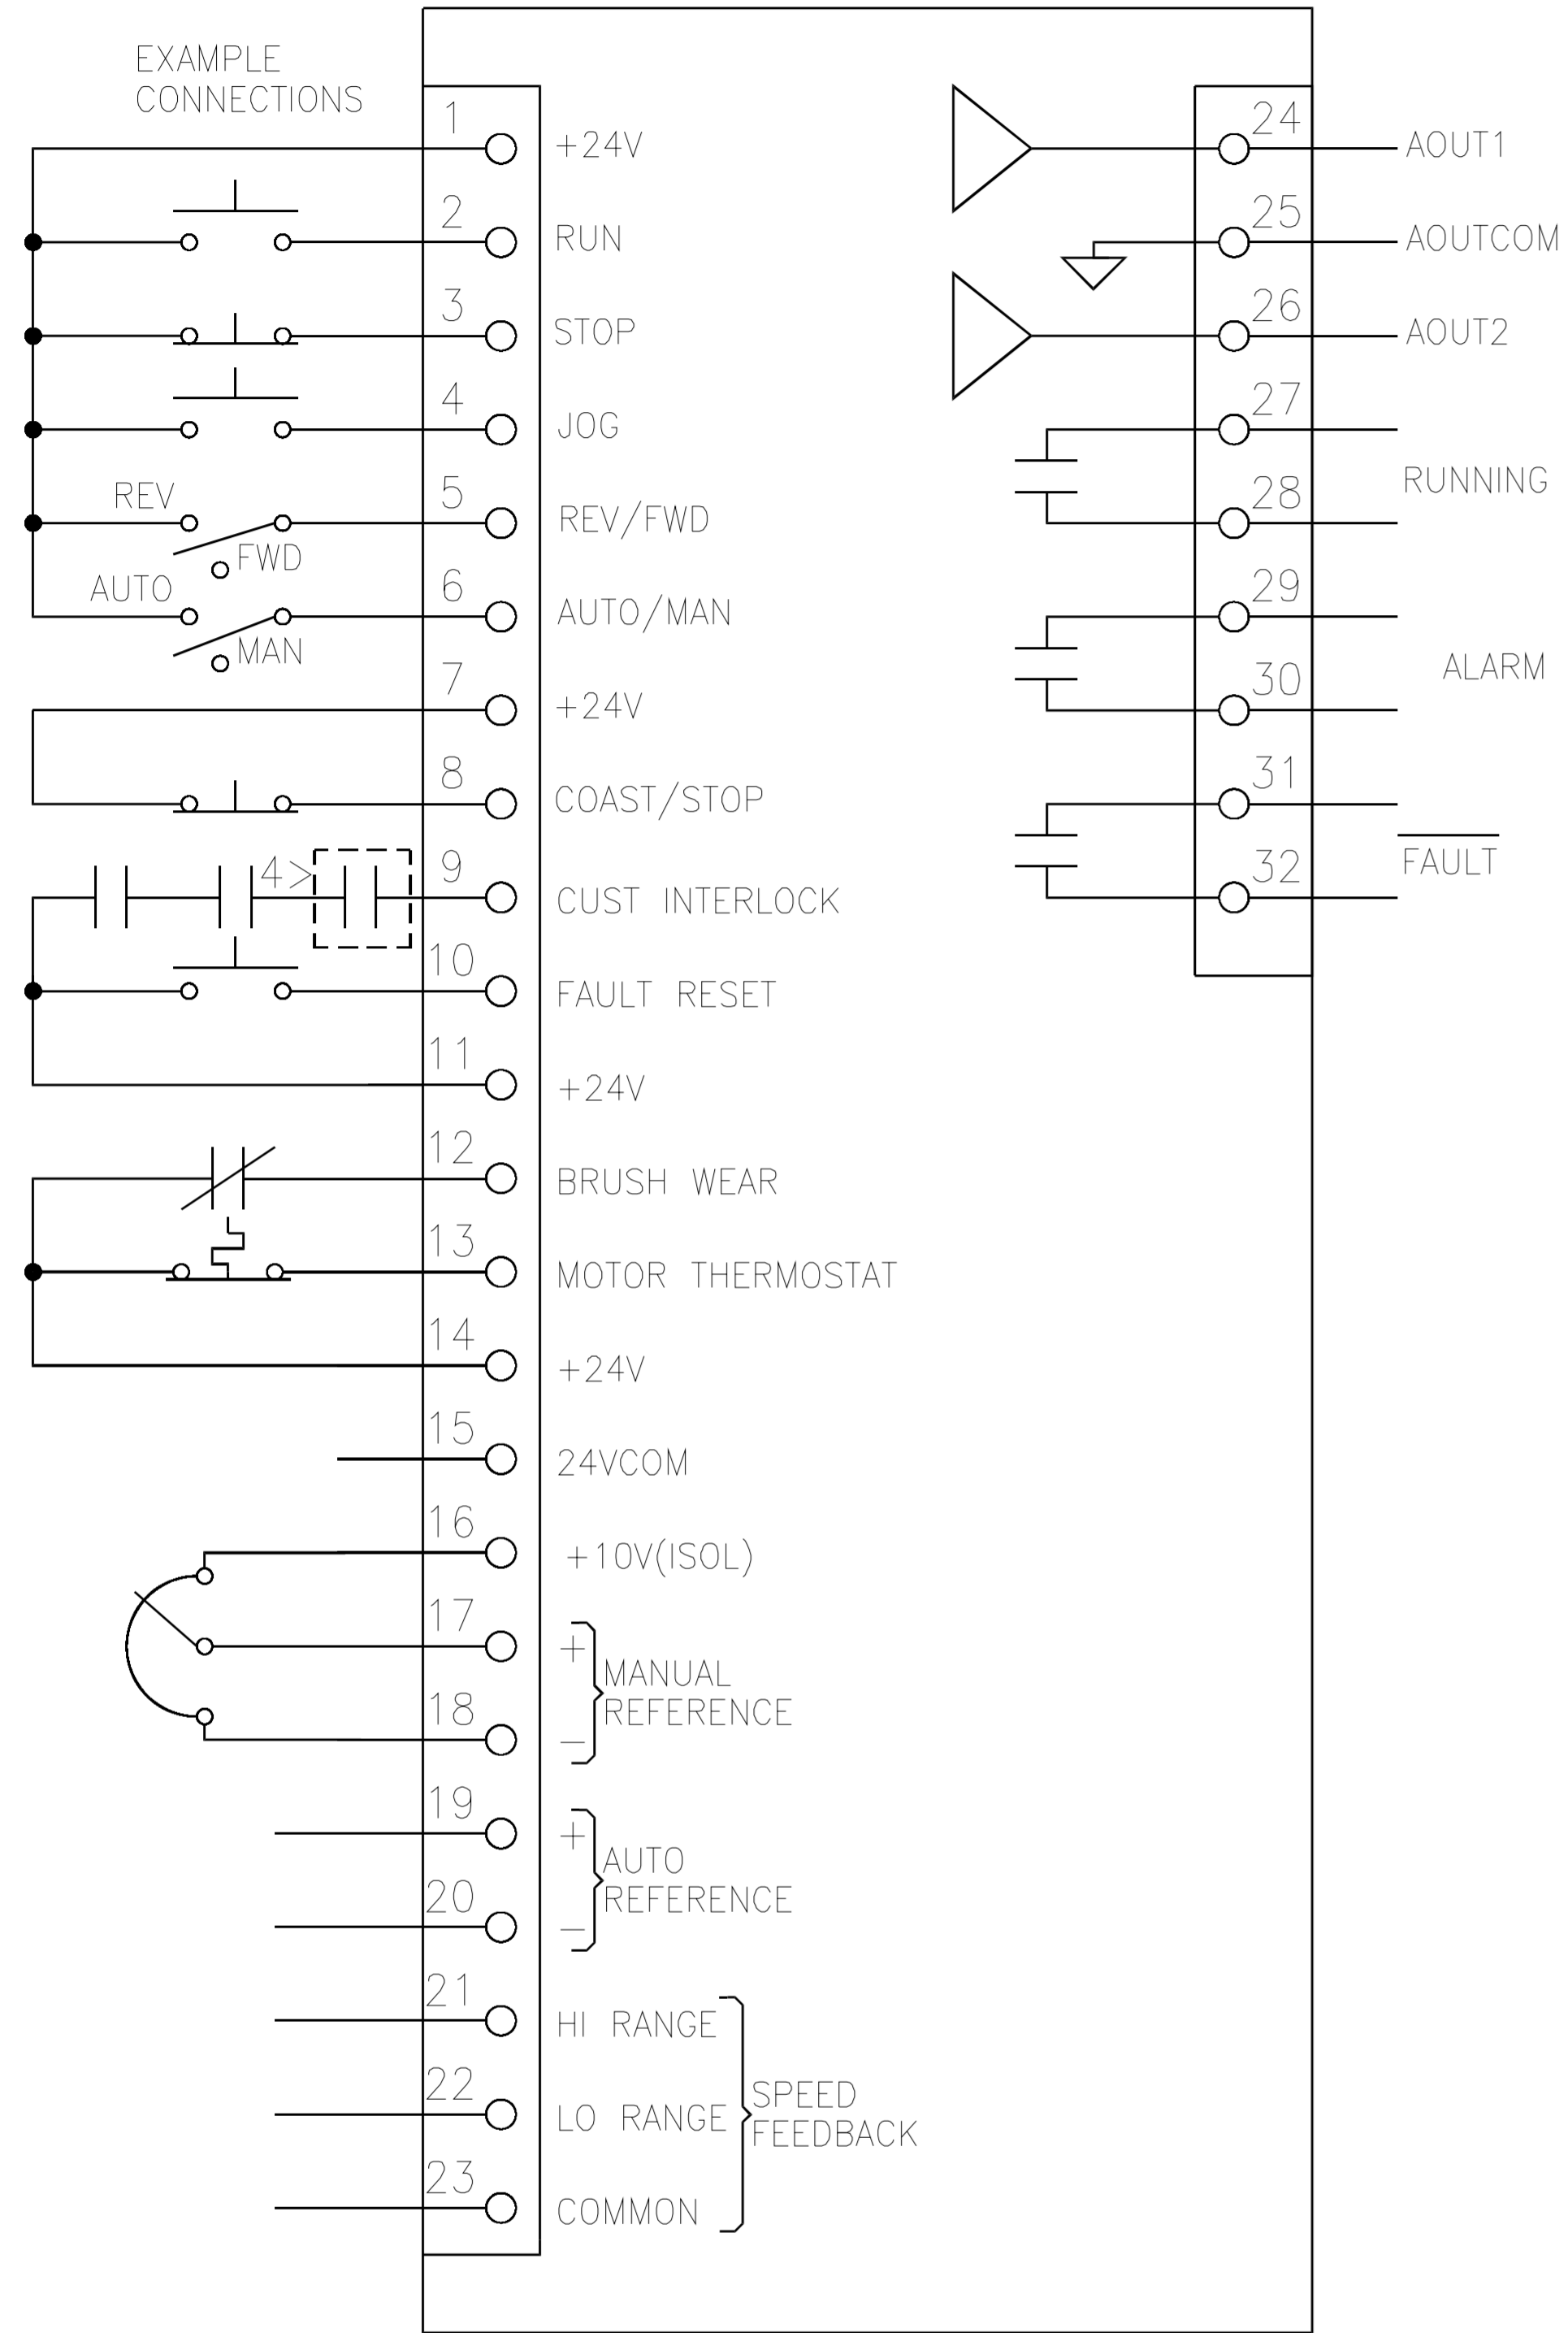 EXAMPLE
CONNECTIONS
1 +24V
2 RUN
3 STOP
4 JOG
REV
5 REV/FWD
FWD
AUTO
6 AUTO/MAN
MAN
7 +24V
8 COAST/STOP
4>
9 CUST INTERLOCK
10 FAULT RESET
11 +24V
12 BRUSH WEAR
13 MOTOR THERMOSTAT
14 +24V
15 24VCOM
16 +10V(ISOL)
17 +
MANUAL
REFERENCE
18 −
19 +
AUTO
REFERENCE
20 −
21 HI RANGE
22 LO RANGE
SPEED
FEEDBACK
23 COMMON
24 AOUT1
25 AOUTCOM
26 AOUT2
27
RUNNING
28
29
ALARM
30
31
FAULT
32